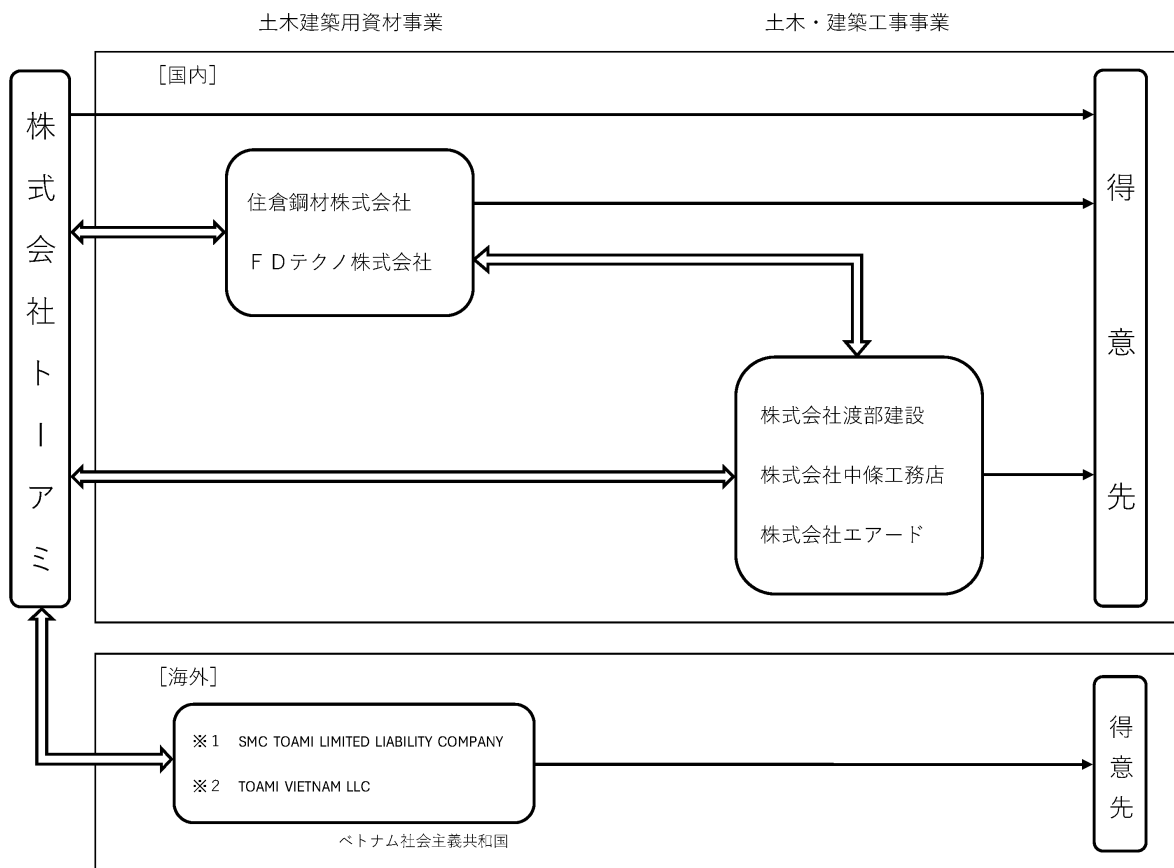 土木建築用資材事業
土木・建築工事事業
［国内］
株式会社トーアミ
住倉鋼材株式会社
ＦＤテクノ株式会社
得意先
株式会社渡部建設
株式会社中條工務店
株式会社エアード
［海外］
※1 SMC TOAMI LIMITED LIABILITY COMPANY
※2 TOAMI VIETNAM LLC
ベトナム社会主義共和国
得意先